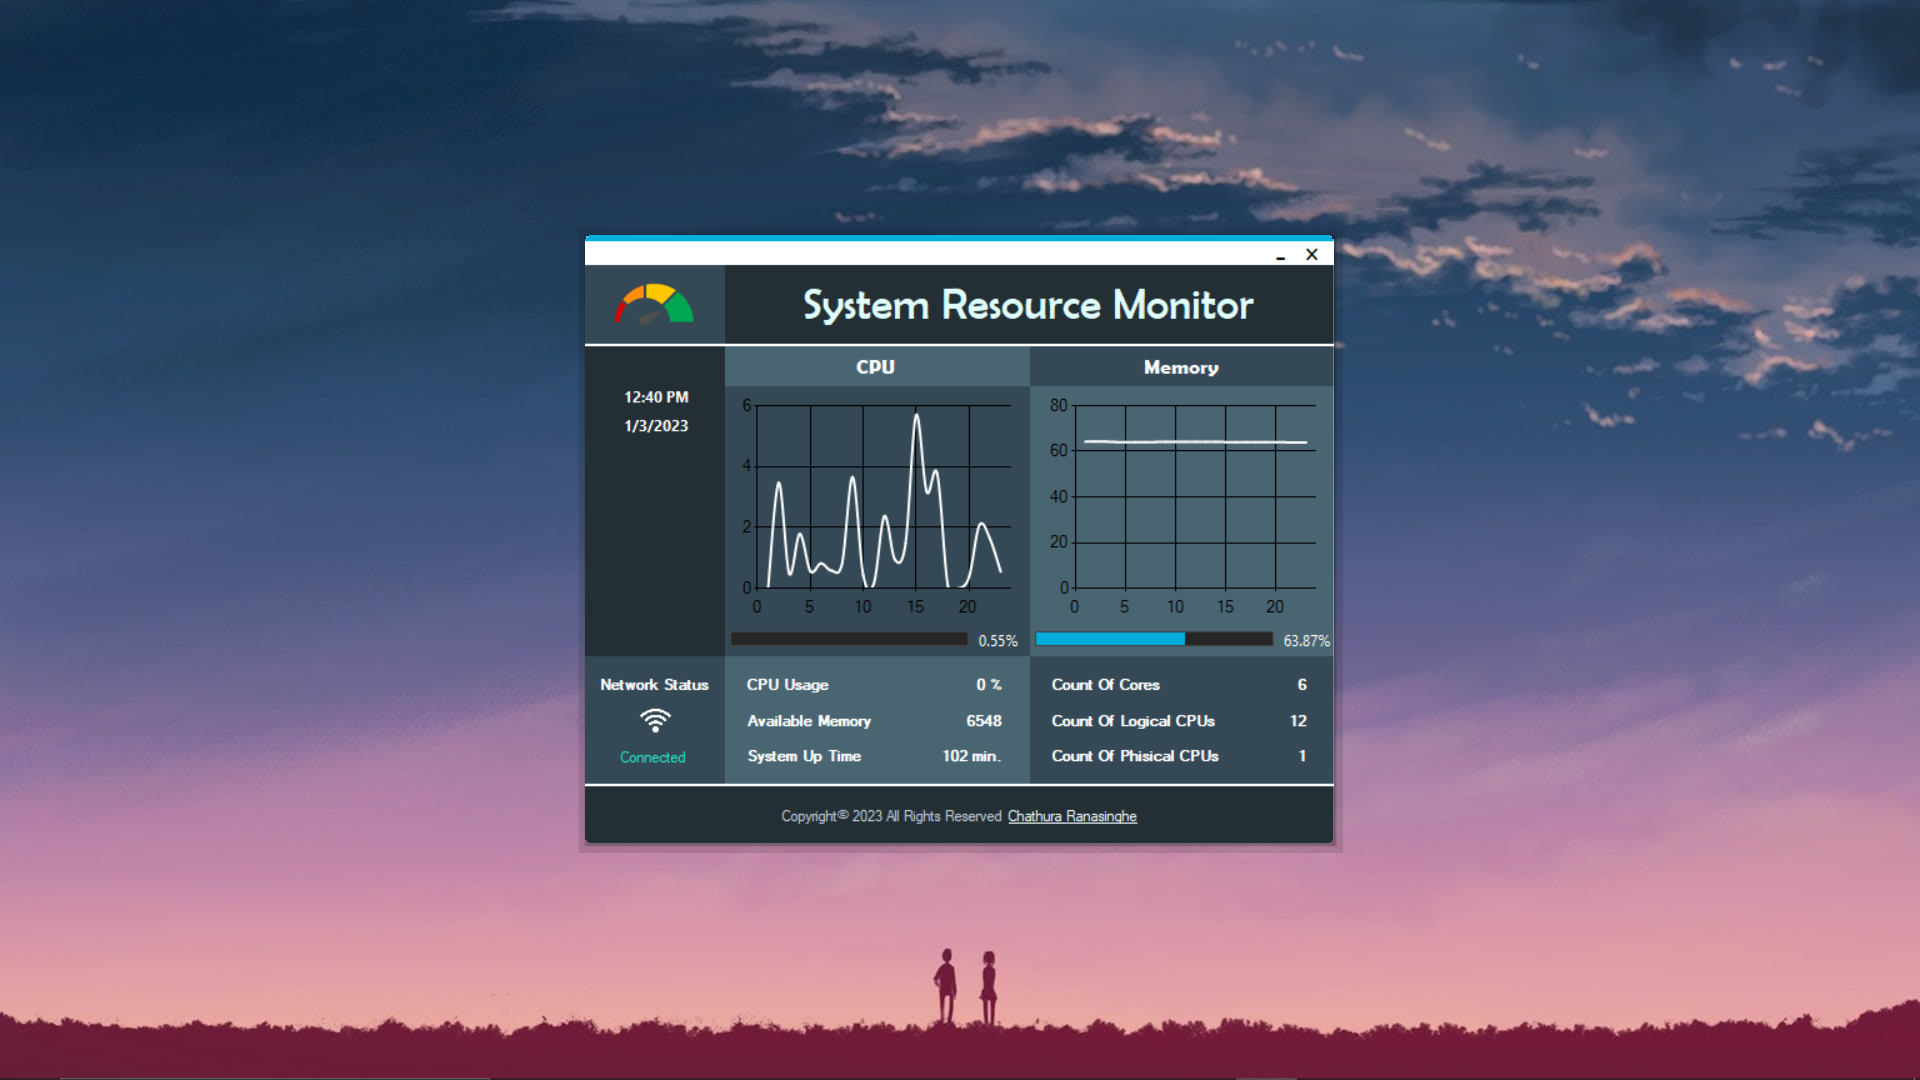 System Resource Monitor
12:40 PM
1/3/2023
CPU
6
4
2
0
0 5 10 15 20
0.55%
Memory
80
60
40
20
0
0 5 10 15 20
63.87%
Network Status
Connected
CPU Usage 0 %
Available Memory 6548
System Up Time 102 min.
Count Of Cores 6
Count Of Logical CPUs 12
Count Of Phisical CPUs 1
Copyright© 2023 All Rights Reserved Chathura Ranasinghe